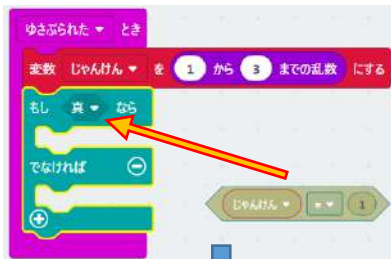 ゆさぶられた とき
変数 じゃんけん を 1 から 3 までの乱数 にする
もし 真 なら
でなければ
じゃんけん = 1